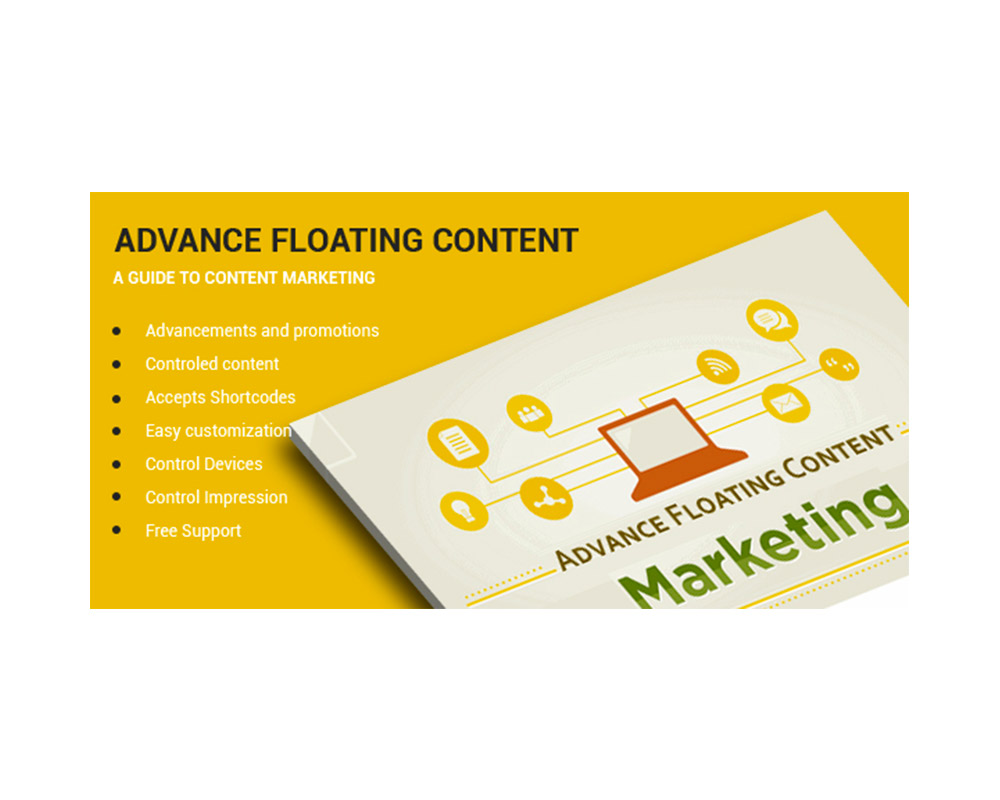 ADVANCE FLOATING CONTENT
A GUIDE TO CONTENT MARKETING
Advancements and promotions
Controled content
Accepts Shortcodes
Easy customization
Control Devices
Control Impression
Free Support
ADVANCE FLOATING CONTENT
Marketing